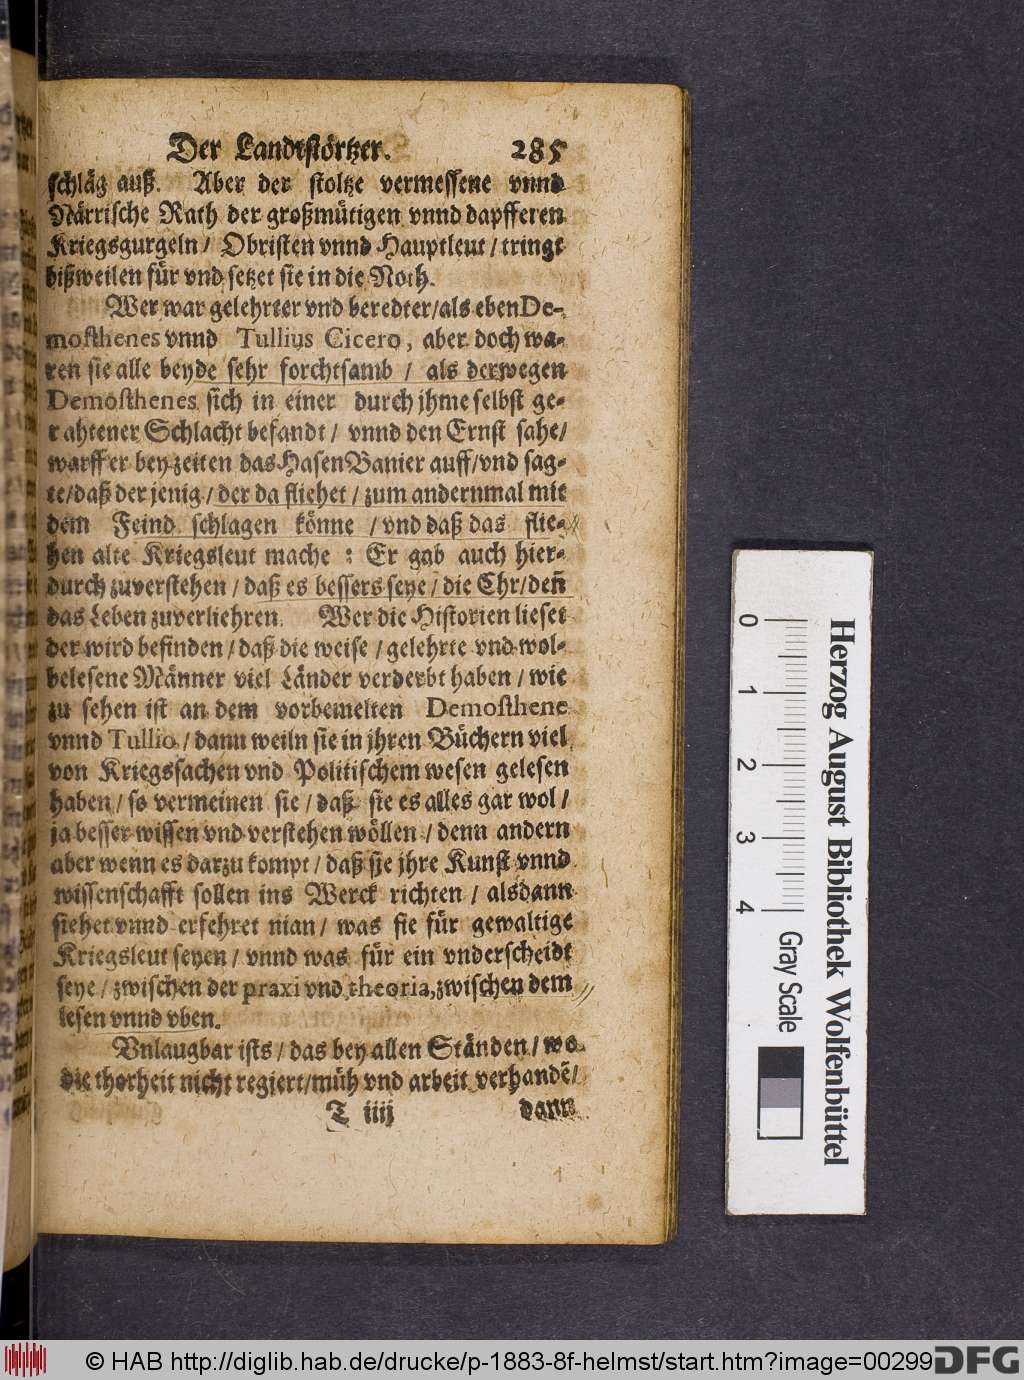 Der Landtstörtzer. 285
schläg auß. Aber der stoltze vermessene vnnd
Närrische Rath der großmütigen vnnd dapfferen
Kriegsgurgeln / Obristen vnnd Hauptleut / tringt
bißweilen für vnd setzet sie in die Noth.
Wer war gelehrter vnd beredter / als eben De-
mosthenes vnnd Tullius Cicero, aber doch wa-
ren sie alle beyde sehr forchtsamb / als derwegen
Demosthenes sich in einer durch jhme selbst ge-
rahtener Schlacht befandt / vnnd den Ernst sahe /
warff er bey zeiten das Hasen Banier auff / vnd sag-
te / daß der jenig / der da fliehet / zum andernmal mit
dem Feind schlagen könne / vnd daß das flie-
hen alte Kriegsleut mache : Er gab auch hier-
durch zuverstehen / daß es bessers seye / die Ehr / deñ
das Leben zuverliehren. Wer die Historien lieset
der wird befinden / daß die weise / gelehrte vnd wol-
belesene Männer viel Länder verderbt haben / wie
zu sehen ist an dem vorbemelten Demosthene
vnnd Tullio / dann weiln sie in jhren Büchern viel
von Kriegssachen vnd Politischem wesen gelesen
haben / so vermeinen sie / daß sie es alles gar wol /
ja besser wissen vnd verstehen wöllen / denn andern
aber wenn es darzu kompt / daß sie jhre Kunst vnnd
wissenschafft sollen ins Werck richten / alsdann
siehet vnnd erfehret man / was sie für gewaltige
Kriegsleut seyen / vnnd was für ein vnderscheidt
seye / zwischen der praxi vnd theoria, zwischen dem
lesen vnnd vben.
Vnlaugbar ists / das bey allen Ständen / wo
die thorheit nicht regiert / müh vnd arbeit verhandẽ /
T iiij dann
0 1 2 3 4 Gray Scale
Herzog August Bibliothek Wolfenbüttel
© HAB http://diglib.hab.de/drucke/p-1883-8f-helmst/start.htm?image=00299 DFG